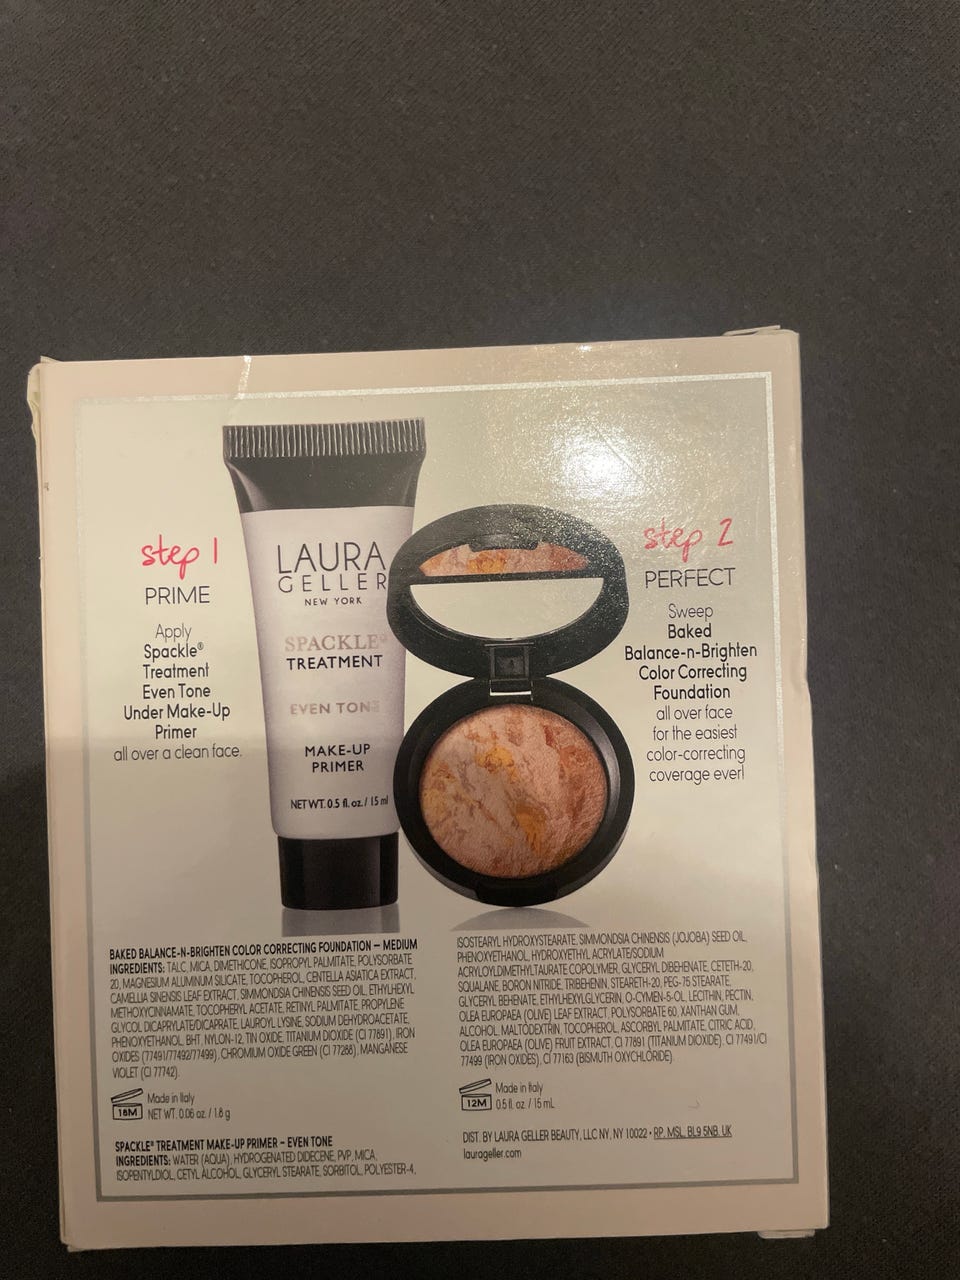 step 1
PRIME
Apply
Spackle®
Treatment
Even Tone
Under Make-Up
Primer
all over a clean face.
LAURA
GELLER
NEW YORK
SPACKLE®
TREATMENT
EVEN TONE
MAKE-UP
PRIMER
NET WT. 0.5 fl. oz. / 15 ml
step 2
PERFECT
Sweep
Baked
Balance-n-Brighten
Color Correcting
Foundation
all over face
for the easiest
color-correcting
coverage ever!
BAKED BALANCE-N-BRIGHTEN COLOR CORRECTING FOUNDATION – MEDIUM
INGREDIENTS: TALC, MICA, DIMETHICONE, ISOPROPYL PALMITATE, POLYSORBATE
20, MAGNESIUM ALUMINUM SILICATE, TOCOPHEROL, CENTELLA ASIATICA EXTRACT,
CAMELLIA SINENSIS LEAF EXTRACT, SIMMONDSIA CHINENSIS SEED OIL, ETHYLHEXYL
METHOXYCINNAMATE, TOCOPHERYL ACETATE, RETINYL PALMITATE, PROPYLENE
GLYCOL DICAPRYLATE/DICAPRATE, LAUROYL LYSINE, SODIUM DEHYDROACETATE,
PHENOXYETHANOL, BHT, NYLON-12, TIN OXIDE, TITANIUM DIOXIDE (CI 77891), IRON
OXIDES (77491/77492/77499), CHROMIUM OXIDE GREEN (CI 77288), MANGANESE
VIOLET (CI 77742).
18M
Made in Italy
NET WT. 0.06 oz. / 1.8 g
SPACKLE® TREATMENT MAKE-UP PRIMER – EVEN TONE
INGREDIENTS: WATER (AQUA), HYDROGENATED DIDECENE, PVP, MICA,
ISOPENTYLDIOL, CETYL ALCOHOL, GLYCERYL STEARATE, SORBITOL, POLYESTER-4,
ISOSTEARYL HYDROXYSTEARATE, SIMMONDSIA CHINENSIS (JOJOBA) SEED OIL,
PHENOXYETHANOL, HYDROXYETHYL ACRYLATE/SODIUM
ACRYLOYLDIMETHYLTAURATE COPOLYMER, GLYCERYL DIBEHENATE, CETETH-20,
SQUALANE, BORON NITRIDE, TRIBEHENIN, STEARETH-20, PEG-75 STEARATE,
GLYCERYL BEHENATE, ETHYLHEXYLGLYCERIN, O-CYMEN-5-OL, LECITHIN, PECTIN,
OLEA EUROPAEA (OLIVE) LEAF EXTRACT, POLYSORBATE 60, XANTHAN GUM,
ALCOHOL, MALTODEXTRIN, TOCOPHEROL, ASCORBYL PALMITATE, CITRIC ACID,
OLEA EUROPAEA (OLIVE) FRUIT EXTRACT, CI 77891 (TITANIUM DIOXIDE), CI 77491/CI
77499 (IRON OXIDES), CI 77163 (BISMUTH OXYCHLORIDE).
12M
Made in Italy
0.5 fl. oz. / 15 mL
DIST. BY LAURA GELLER BEAUTY, LLC NY, NY 10022 • RP. MSL, BL9 5NB, UK
laurageller.com